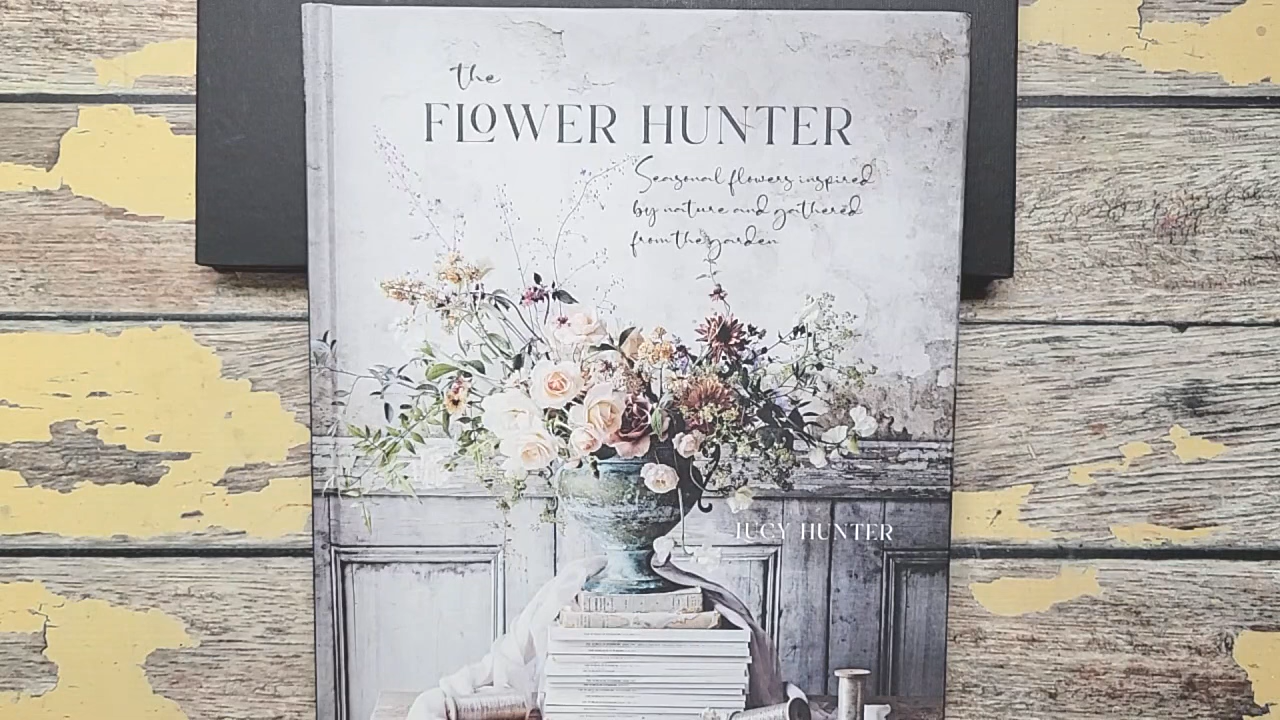 the
FLOWER HUNTER
Seasonal flowers inspired
by nature and gathered
from the garden
LUCY HUNTER